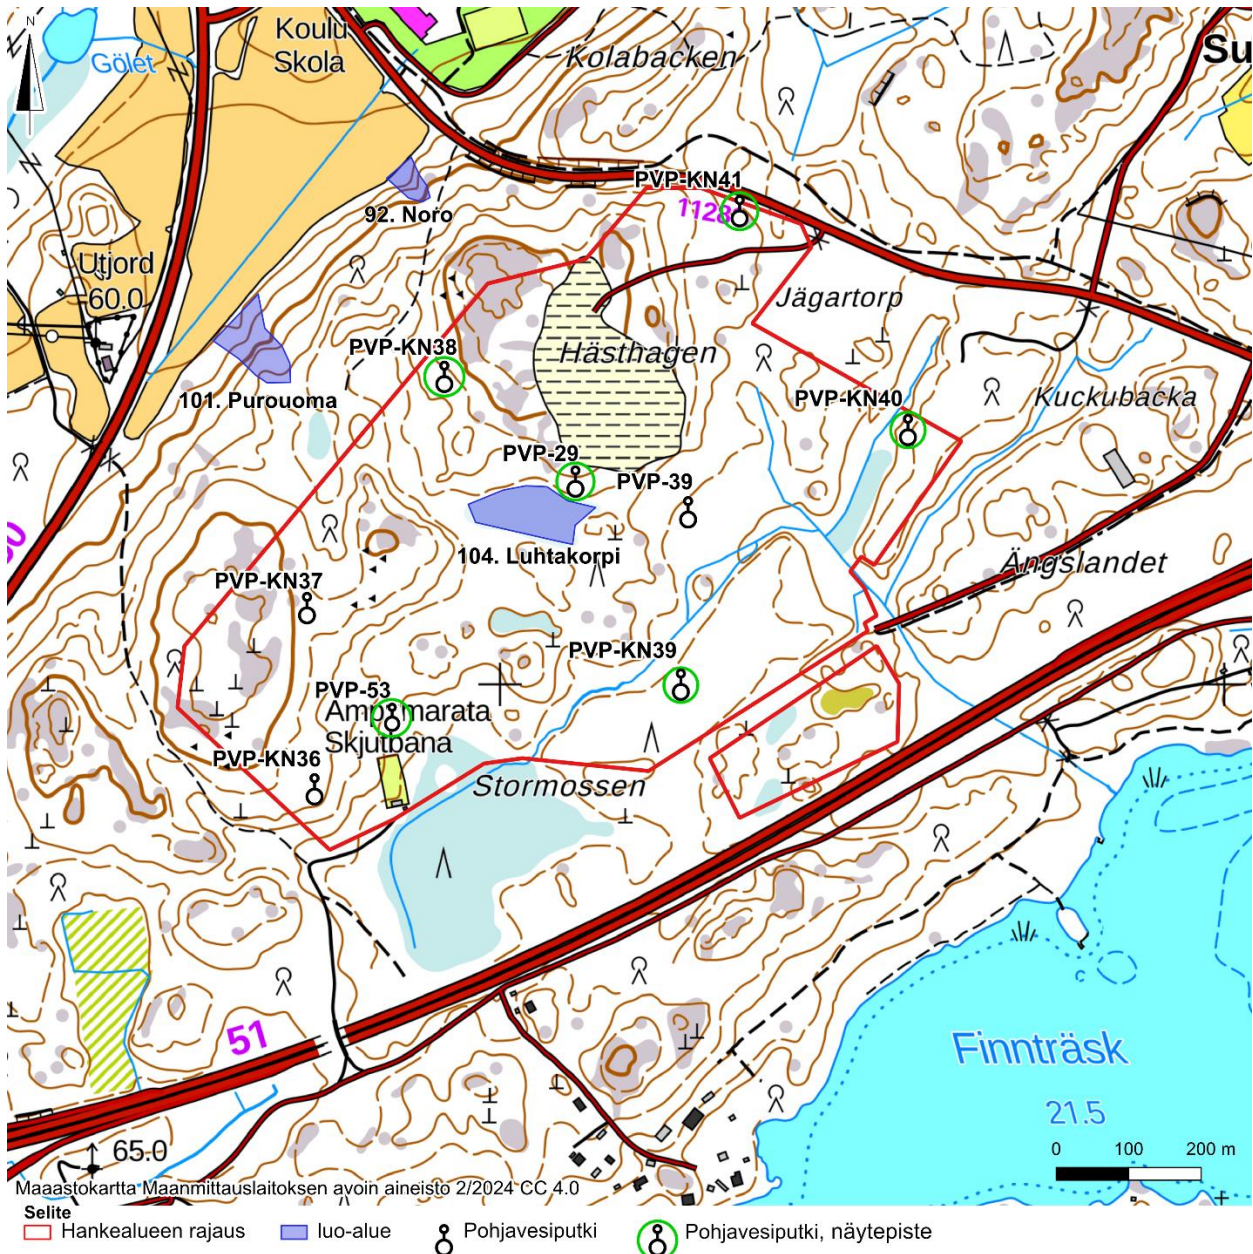 N
Gölet
Koulu
Skola
Kolabacken
Su
PVP-KN41
1128
92. Noro
Utjord
60.0
Jägartorp
Hästhagen
PVP-KN38
101. Purouoma
PVP-KN40
Kuckubacka
PVP-29
PVP-39
104. Luhtakorpi
Ängslandet
PVP-KN37
PVP-KN39
PVP-53
Ampumarata
Skjutbana
PVP-KN36
Stormossen
51
Finnträsk
21.5
65.0
0 100 200 m
Maaastokartta Maanmittauslaitoksen avoin aineisto 2/2024 CC 4.0
Selite
Hankealueen rajaus luo-alue Pohjavesiputki Pohjavesiputki, näytepiste